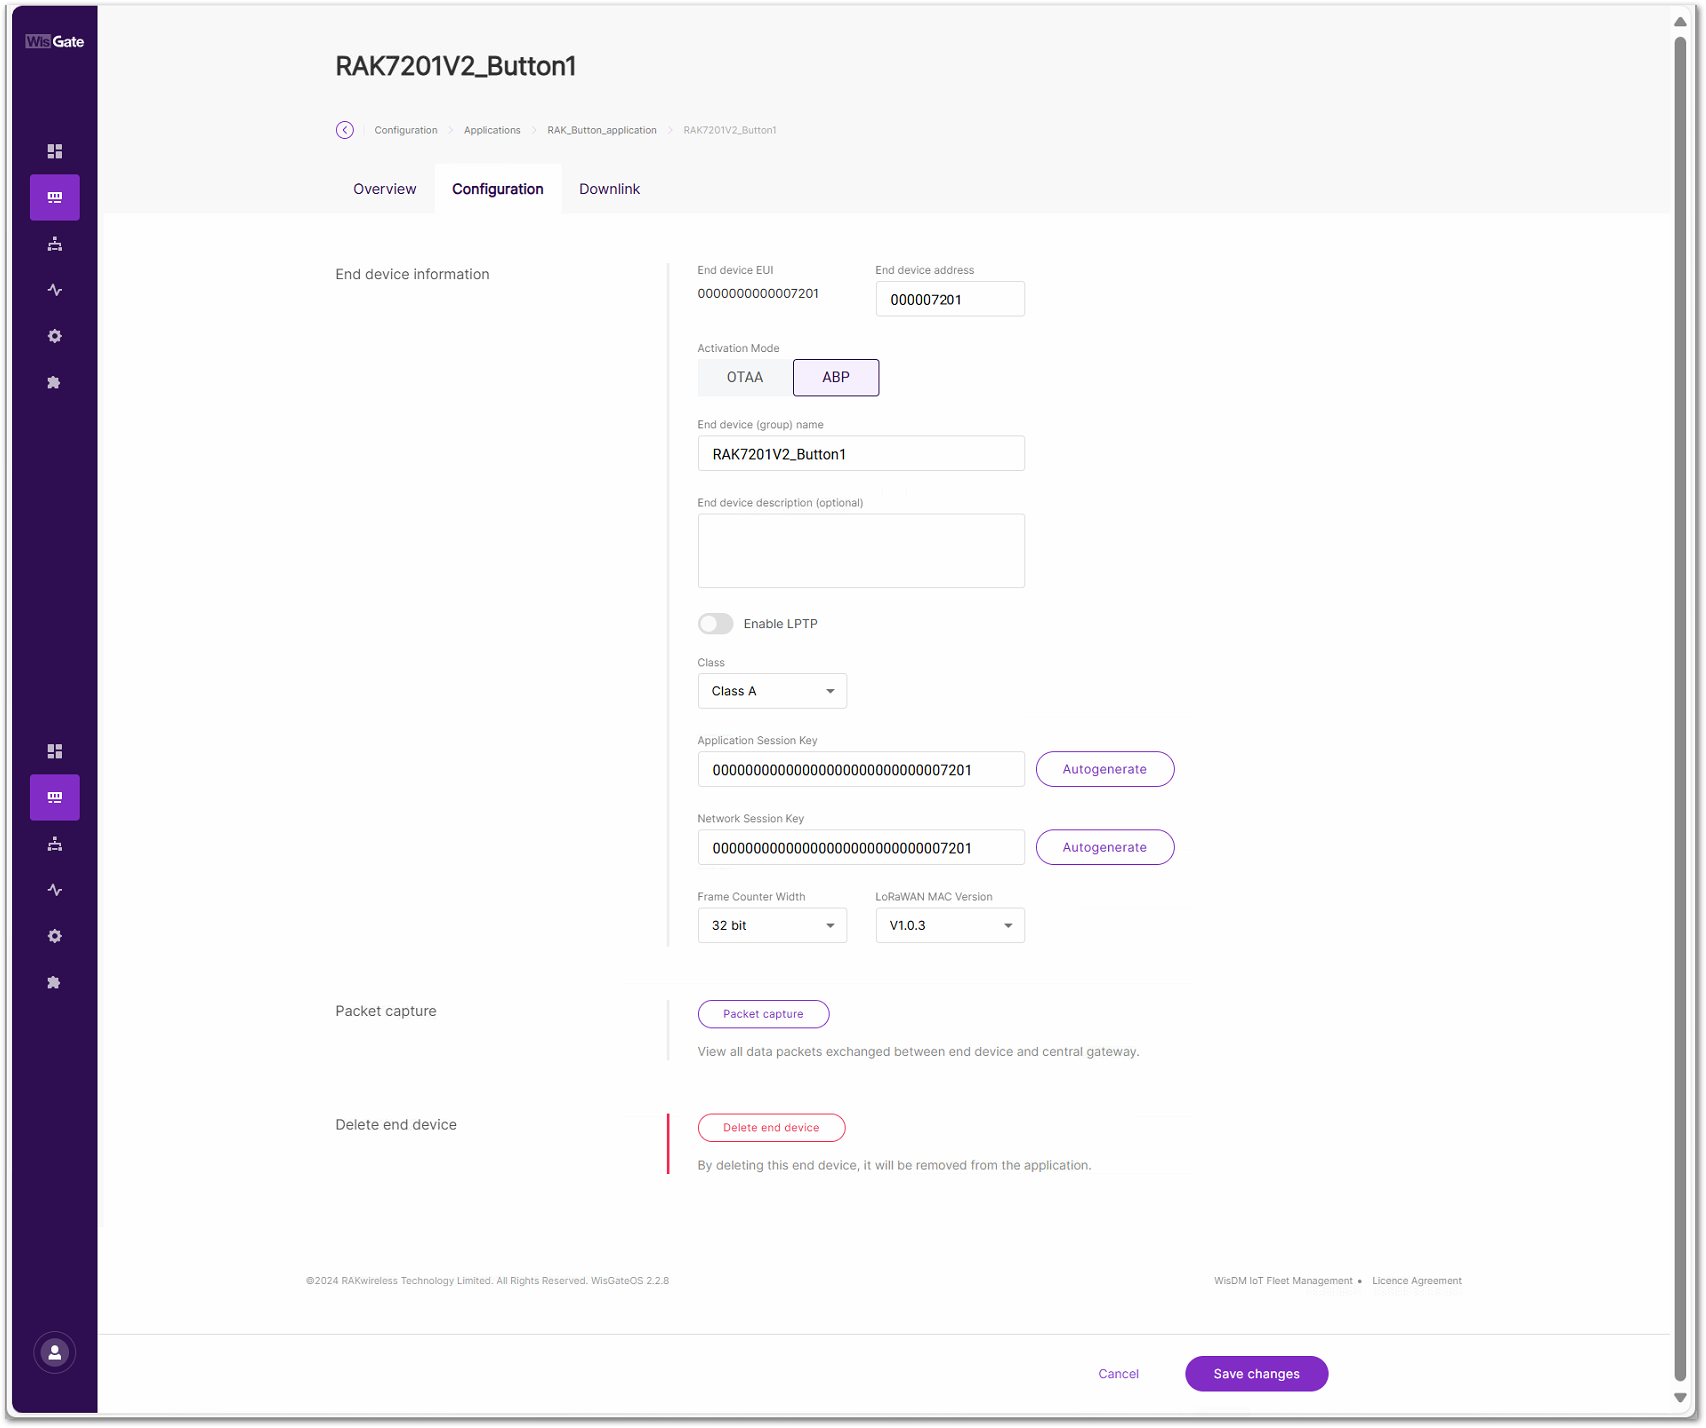 WisGate
RAK7201V2_Button1
Configuration Applications RAK_Button_application RAK7201V2_Button1
Overview Configuration Downlink
End device information
End device EUI End device address
0000000000007201 000007201
Activation Mode
OTAA ABP
End device (group) name
RAK7201V2_Button1
End device description (optional)
Enable LPTP
Class
Class A
Application Session Key
00000000000000000000000000007201 Autogenerate
Network Session Key
00000000000000000000000000007201 Autogenerate
Frame Counter Width LoRaWAN MAC Version
32 bit V1.0.3
Packet capture Packet capture
View all data packets exchanged between end device and central gateway.
Delete end device Delete end device
By deleting this end device, it will be removed from the application.
©2024 RAKwireless Technology Limited. All Rights Reserved. WisGateOS 2.2.8 WisDM IoT Fleet Management • Licence Agreement
Cancel Save changes